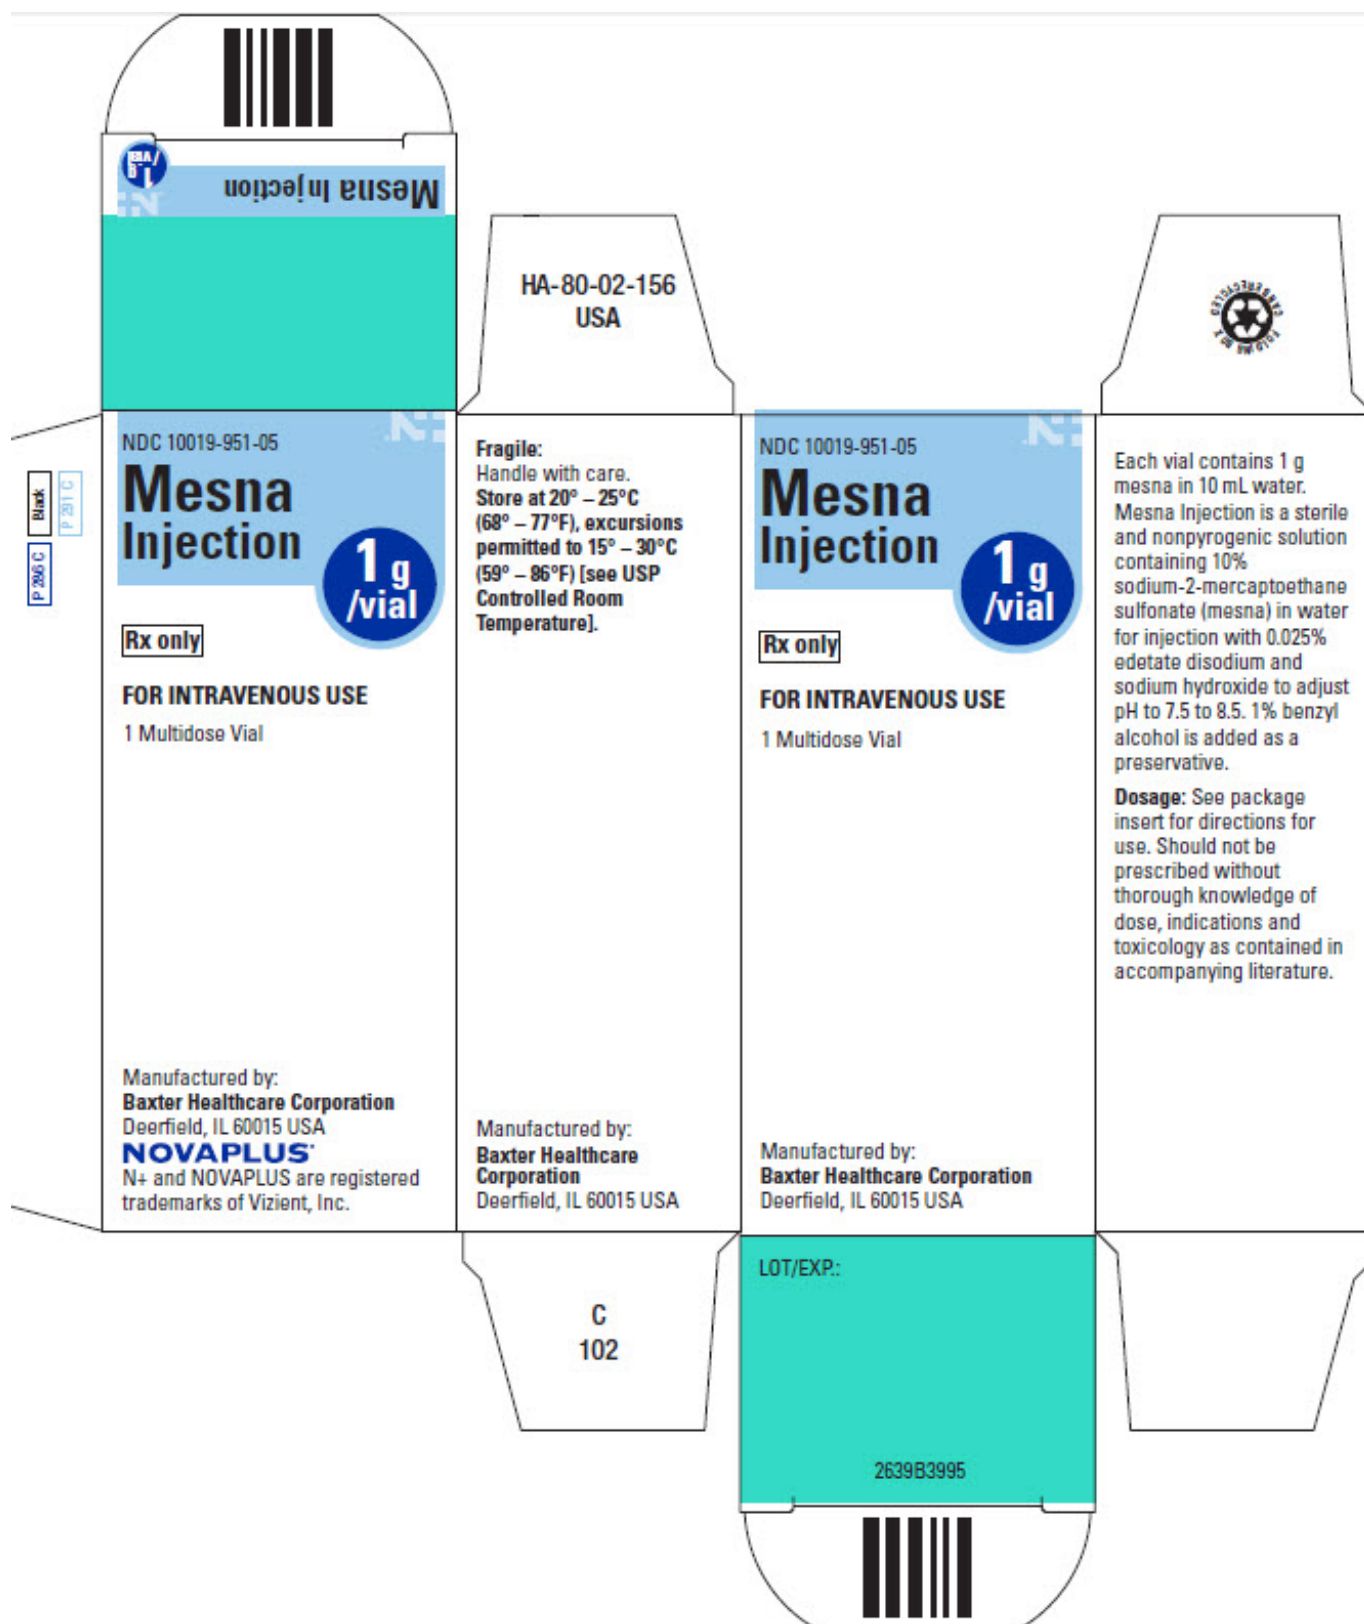 1 g
/vial
Mesna Injection
N+
HA-80-02-156
USA
FOLDING BOX
CAN BE RECYCLED
P 286 C
Black
P 291 C
N+
NDC 10019-951-05
Mesna
Injection
1 g
/vial
Rx only
FOR INTRAVENOUS USE
1 Multidose Vial
Manufactured by:
Baxter Healthcare Corporation
Deerfield, IL 60015 USA
NOVAPLUS®
N+ and NOVAPLUS are registered
trademarks of Vizient, Inc.
Fragile:
Handle with care.
Store at 20° – 25°C
(68° – 77°F), excursions
permitted to 15° – 30°C
(59° – 86°F) [see USP
Controlled Room
Temperature].
Manufactured by:
Baxter Healthcare
Corporation
Deerfield, IL 60015 USA
N+
NDC 10019-951-05
Mesna
Injection
1 g
/vial
Rx only
FOR INTRAVENOUS USE
1 Multidose Vial
Manufactured by:
Baxter Healthcare Corporation
Deerfield, IL 60015 USA
Each vial contains 1 g
mesna in 10 mL water.
Mesna Injection is a sterile
and nonpyrogenic solution
containing 10%
sodium-2-mercaptoethane
sulfonate (mesna) in water
for injection with 0.025%
edetate disodium and
sodium hydroxide to adjust
pH to 7.5 to 8.5. 1% benzyl
alcohol is added as a
preservative.
Dosage: See package
insert for directions for
use. Should not be
prescribed without
thorough knowledge of
dose, indications and
toxicology as contained in
accompanying literature.
C
102
LOT/EXP.:
2639B3995